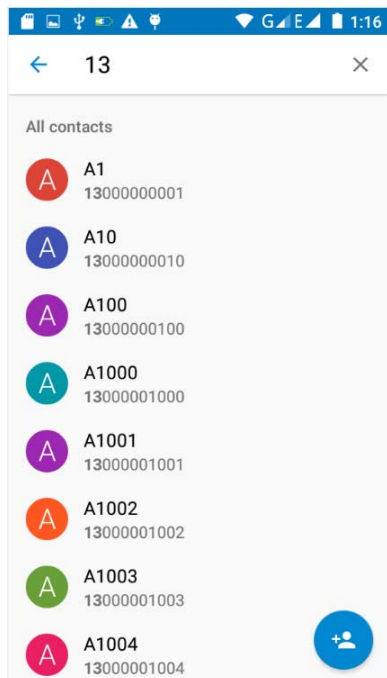 G E 1:16
13
All contacts
A A1
13000000001
A A10
13000000010
A A100
13000000100
A A1000
13000001000
A A1001
13000001001
A A1002
13000001002
A A1003
13000001003
A A1004
13000001004